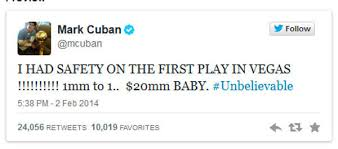 Mark Cuban
@mcuban
Follow
I HAD SAFETY ON THE FIRST PLAY IN VEGAS
!!!!!!!!!! 1mm to 1.. $20mm BABY. #Unbelievable
5:38 PM - 2 Feb 2014
24,056 RETWEETS 10,019 FAVORITES